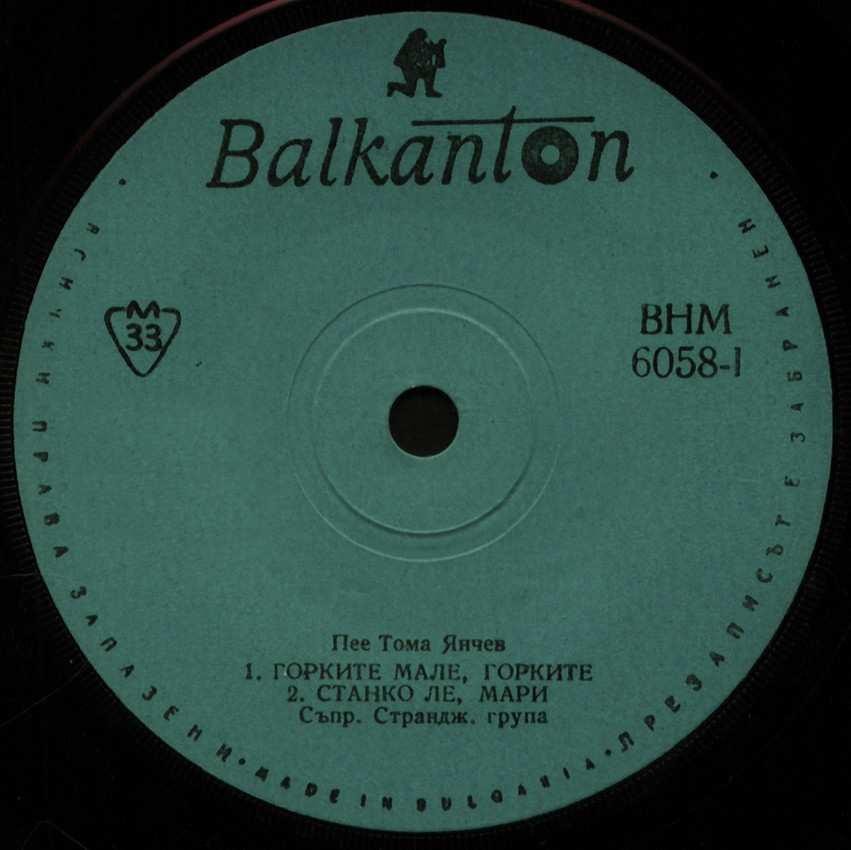 Balkanton
M
33
ВНМ
6058-I
Пее Тома Янчев
1. ГОРКИТЕ МАЛЕ, ГОРКИТЕ
2. СТАНКО ЛЕ, МАРИ
Съпр. Странджд. група
ВСИЧКИ ПРАВА ЗАПАЗЕНИ • MADE IN BULGARIA • ПРЕЗАПИСЪТ Е ЗАБРАНЕН